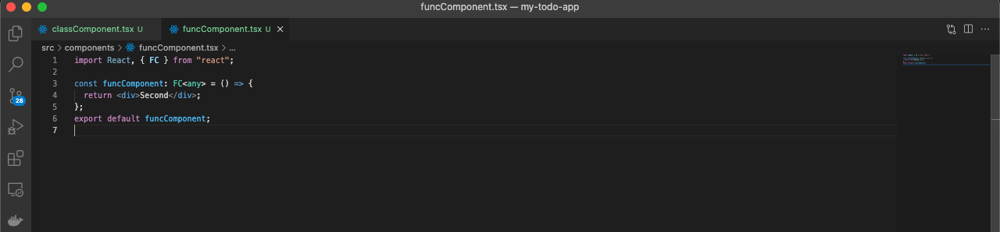 funcComponent.tsx — my-todo-app
classComponent.tsx U
funcComponent.tsx U
src > components > funcComponent.tsx > ...
1 import React, { FC } from "react";
2
3 const funcComponent: FC<any> = () => {
4 return <div>Second</div>;
5 };
6 export default funcComponent;
7
28